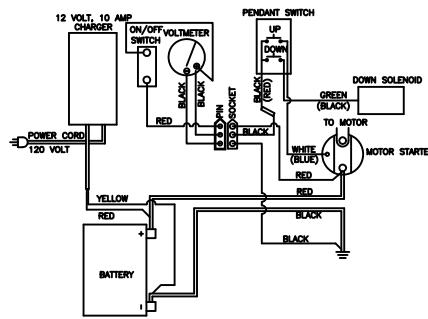 12 VOLT, 10 AMP
CHARGER
ON/OFF
SWITCH
VOLTMETER
PENDANT SWITCH
UP
DOWN
BLACK
(RED)
DOWN SOLENOID
GREEN
(BLACK)
BLACK
BLACK
PIN
SOCKET
RED
BLACK
TO MOTOR
WHITE
(BLUE)
MOTOR STARTE
POWER CORD
120 VOLT
RED
RED
YELLOW
RED
BLACK
+
BLACK
BATTERY
-